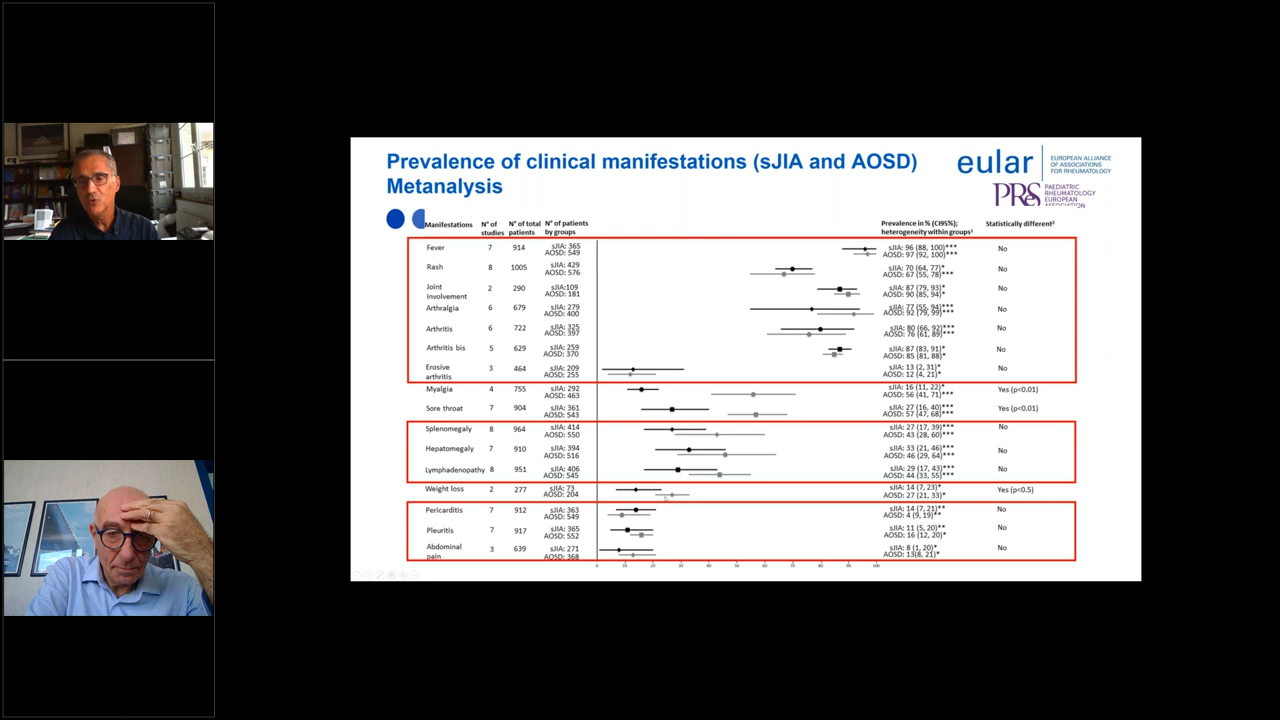 Prevalence of clinical manifestations (sJIA and AOSD)
Metanalysis
eular
EUROPEAN ALLIANCE
OF ASSOCIATIONS
FOR RHEUMATOLOGY
PReS
PAEDIATRIC
RHEUMATOLOGY
EUROPEAN
ASSOCIATION
Manifestations N° of studies N° of total patients N° of patients by groups Prevalence in % (CI95%); heterogeneity within groups¹ Statistically different²
Fever 7 914 sJIA: 365 sJIA: 96 (88, 100)*** No
AOSD: 549 AOSD: 97 (92, 100)***
Rash 8 1005 sJIA: 429 sJIA: 70 (64, 77)* No
AOSD: 576 AOSD: 67 (55, 78)***
Joint involvement 2 290 sJIA:109 sJIA: 87 (79, 93)* No
AOSD: 181 AOSD: 90 (85, 94)*
Arthralgia 6 679 sJIA: 279 sJIA: 77 (55, 94)*** No
AOSD: 400 AOSD: 92 (79, 99)***
Arthritis 6 722 sJIA: 325 sJIA: 80 (66, 92)*** No
AOSD: 397 AOSD: 76 (61, 89)***
Arthritis bis 5 629 sJIA: 259 sJIA: 87 (83, 91)* No
AOSD: 370 AOSD: 85 (81, 88)*
Erosive arthritis 3 464 sJIA: 209 sJIA: 13 (2, 31)* No
AOSD: 255 AOSD: 12 (4, 21)*
Myalgia 4 755 sJIA: 292 sJIA: 16 (11, 22)* Yes (p<0.01)
AOSD: 463 AOSD: 56 (41, 71)***
Sore throat 7 904 sJIA: 361 sJIA: 27 (16, 40)*** Yes (p<0.01)
AOSD: 543 AOSD: 57 (47, 68)***
Splenomegaly 8 964 sJIA: 414 sJIA: 27 (17, 39)*** No
AOSD: 550 AOSD: 43 (28, 60)***
Hepatomegaly 7 910 sJIA: 394 sJIA: 33 (21, 46)*** No
AOSD: 516 AOSD: 46 (29, 64)***
Lymphadenopathy 8 951 sJIA: 406 sJIA: 29 (17, 43)*** No
AOSD: 545 AOSD: 44 (33, 55)***
Weight loss 2 277 sJIA: 73 sJIA: 14 (7, 23)* Yes (p<0.5)
AOSD: 204 AOSD: 27 (21, 33)*
Pericarditis 7 912 sJIA: 363 sJIA: 14 (7, 21)** No
AOSD: 549 AOSD: 4 (9, 19)**
Pleuritis 7 917 sJIA: 365 sJIA: 11 (5, 20)** No
AOSD: 552 AOSD: 16 (12, 20)*
Abdominal pain 3 639 sJIA: 271 sJIA: 8 (1, 20)* No
AOSD: 368 AOSD: 13(8, 21)*
0 10 20 30 40 50 60 70 80 90 100